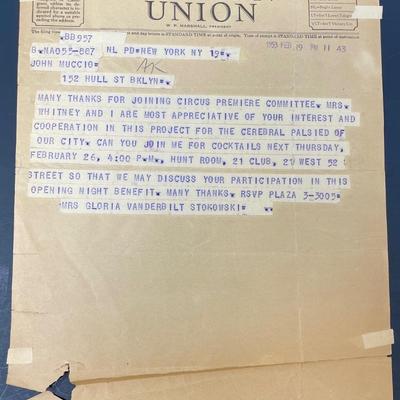 UNION
W. P. MARSHALL, PRESIDENT
.BB957
1953 FEB 19 PM 11 43
B.NA055-887 NL PD=NEW YORK NY 19=
JOHN MUCCIO=
152 HULL ST BKLYN=
MANY THANKS FOR JOINING CIRCUS PREMIERE COMMITTEE. MRS.
WHITNEY AND I ARE MOST APPRECIATIVE OF YOUR INTEREST AND
COOPERATION IN THIS PROJECT FOR THE CEREBRAL PALSIED OF
OUR CITY. CAN YOU JOIN ME FOR COCKTAILS NEXT THURSDAY,
FEBRUARY 26, 4:00 P.M., HUNT ROOM, 21 CLUB, 21 WEST 52
STREET SO THAT WE MAY DISCUSS YOUR PARTICIPATION IN THIS
OPENING NIGHT BENEFIT. MANY THANKS. RSVP PLAZA 3-3005=
MRS GLORIA VANDERBILT STOKOWSKI=